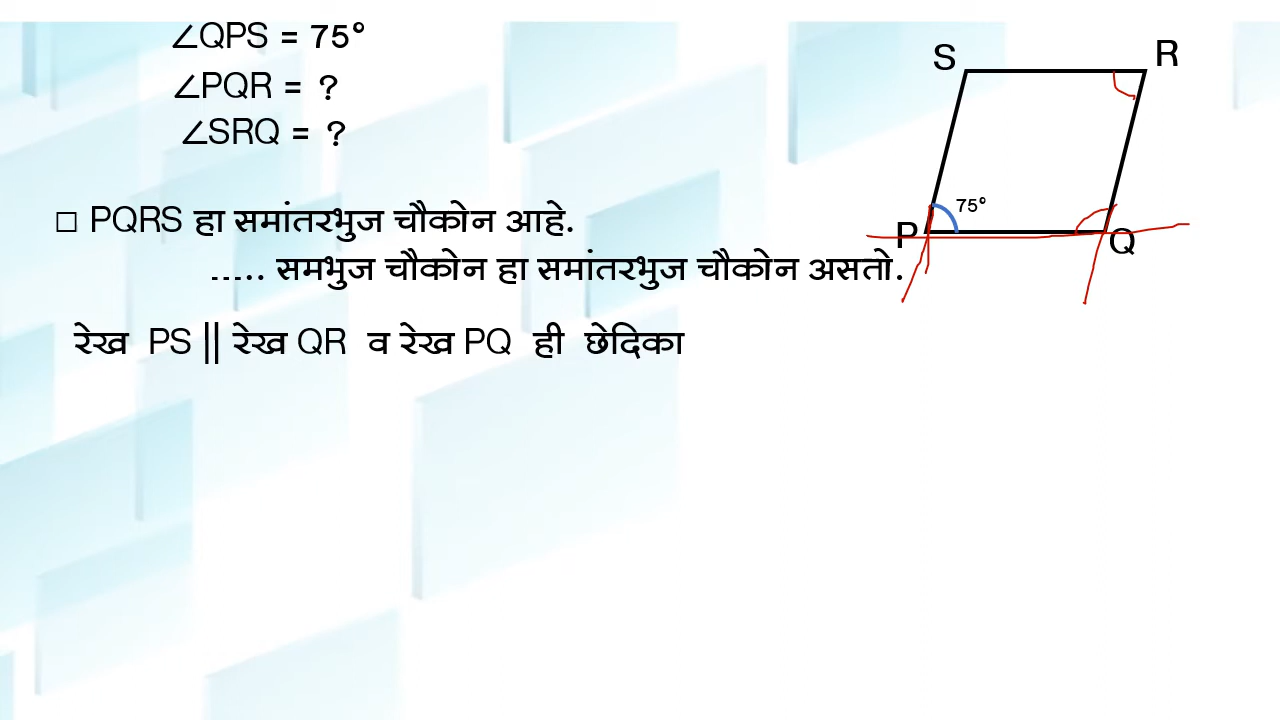 ∠QPS = 75°
∠PQR = ?
∠SRQ = ?
□ PQRS हा समांतरभुज चौकोन आहे.
..... समभुज चौकोन हा समांतरभुज चौकोन असतो.
रेख PS || रेख QR व रेख PQ ही छेदिका
S R
75°
P Q